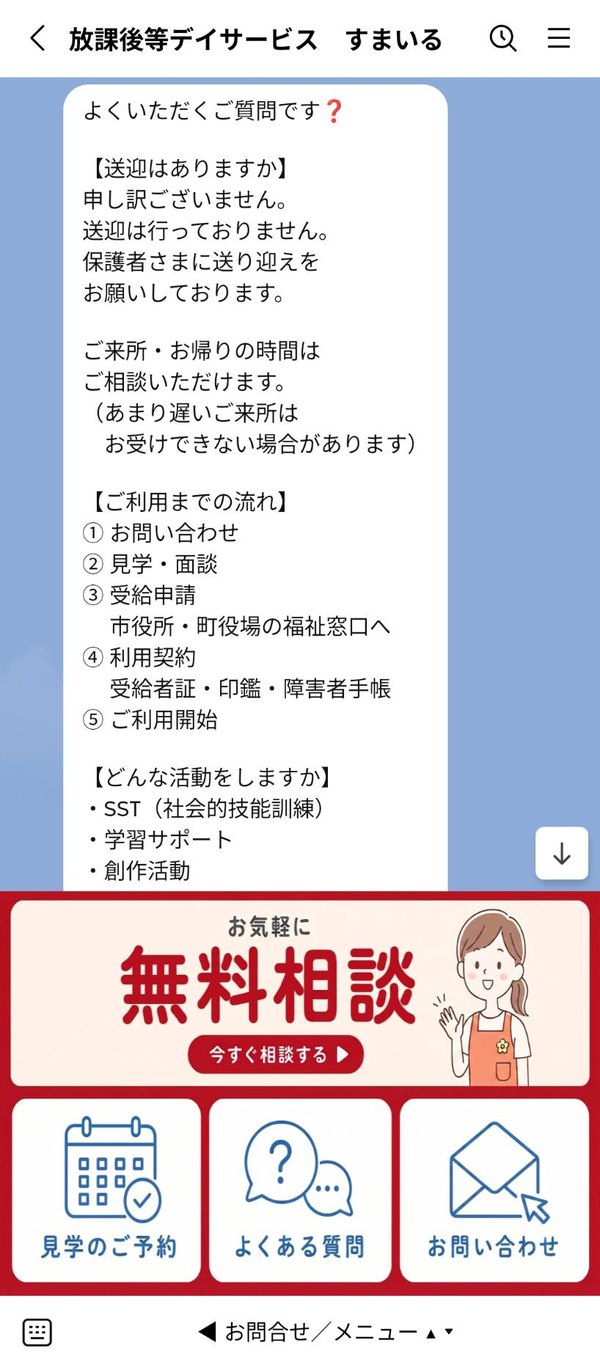 放課後等デイサービス　すまいる
よくいただくご質問です❓
【送迎はありますか】
申し訳ございません。
送迎は行っておりません。
保護者さまに送り迎えを
お願いしております。
ご来所・お帰りの時間は
ご相談いただけます。
（あまり遅いご来所は
　お受けできない場合があります）
【ご利用までの流れ】
① お問い合わせ
② 見学・面談
③ 受給申請
　 市役所・町役場の福祉窓口へ
④ 利用契約
　 受給者証・印鑑・障害者手帳
⑤ ご利用開始
【どんな活動をしますか】
・SST（社会的技能訓練）
・学習サポート
・創作活動
お気軽に
無料相談
今すぐ相談する ▶
見学のご予約
よくある質問
お問い合わせ
◀ お問合せ／メニュー ▲ ▼